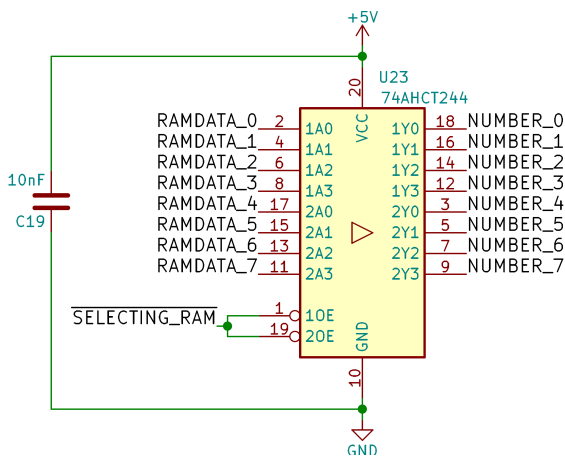 +5V
U23
74AHCT244
20
VCC
RAMDATA_0 2 1A0 1Y0 18 NUMBER_0
RAMDATA_1 4 1A1 1Y1 16 NUMBER_1
RAMDATA_2 6 1A2 1Y2 14 NUMBER_2
RAMDATA_3 8 1A3 1Y3 12 NUMBER_3
RAMDATA_4 17 2A0 2Y0 3 NUMBER_4
RAMDATA_5 15 2A1 2Y1 5 NUMBER_5
RAMDATA_6 13 2A2 2Y2 7 NUMBER_6
RAMDATA_7 11 2A3 2Y3 9 NUMBER_7
10nF
C19
SELECTING_RAM
1 1OE
19 2OE
GND
10
GND